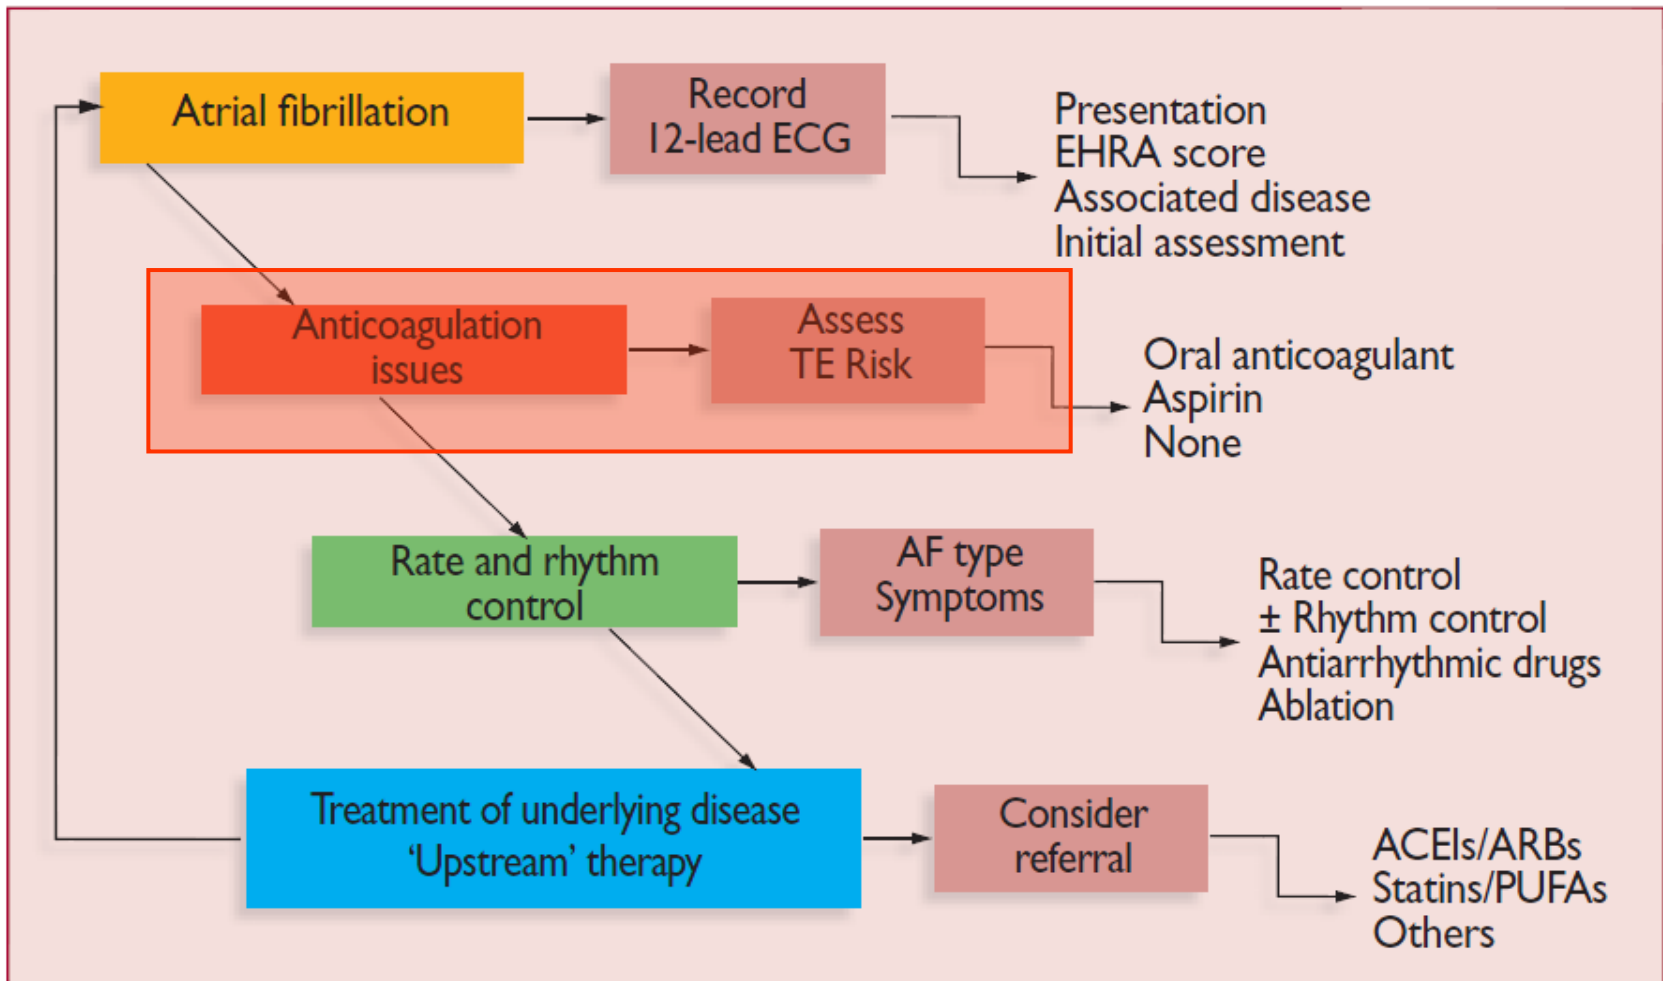 Atrial fibrillation
Record
12-lead ECG
Presentation
EHRA score
Associated disease
Initial assessment
Anticoagulation
issues
Assess
TE Risk
Oral anticoagulant
Aspirin
None
Rate and rhythm
control
AF type
Symptoms
Rate control
± Rhythm control
Antiarrhythmic drugs
Ablation
Treatment of underlying disease
‘Upstream’ therapy
Consider
referral
ACEIs/ARBs
Statins/PUFAs
Others